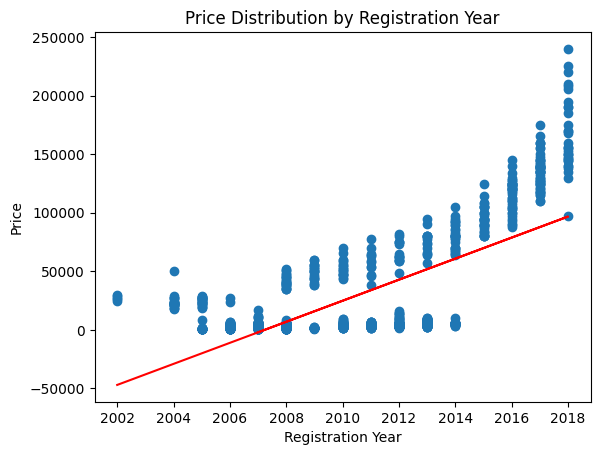 Price Distribution by Registration Year
Price
250000
200000
150000
100000
50000
0
−50000
2002 2004 2006 2008 2010 2012 2014 2016 2018
Registration Year